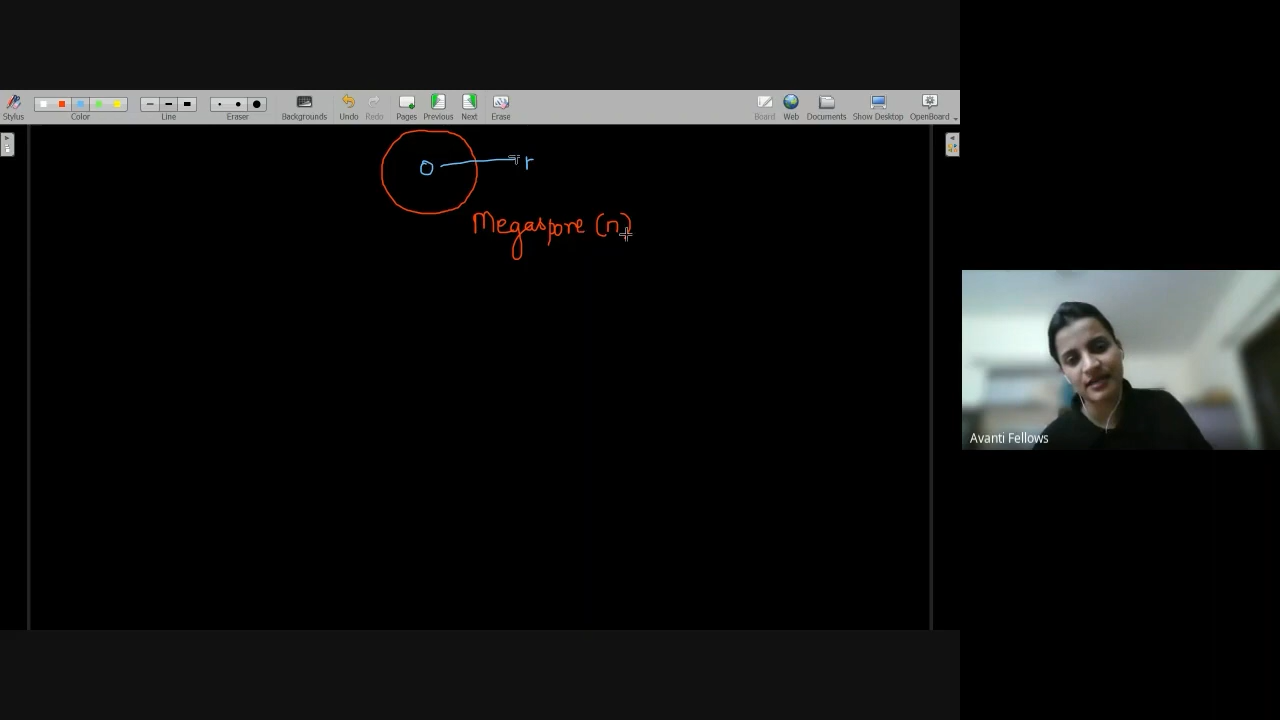 Stylus Color Line Eraser Backgrounds Undo Redo Pages Previous Next Erase Board Web Documents Show Desktop OpenBoard
r
Megaspore (n)
Avanti Fellows